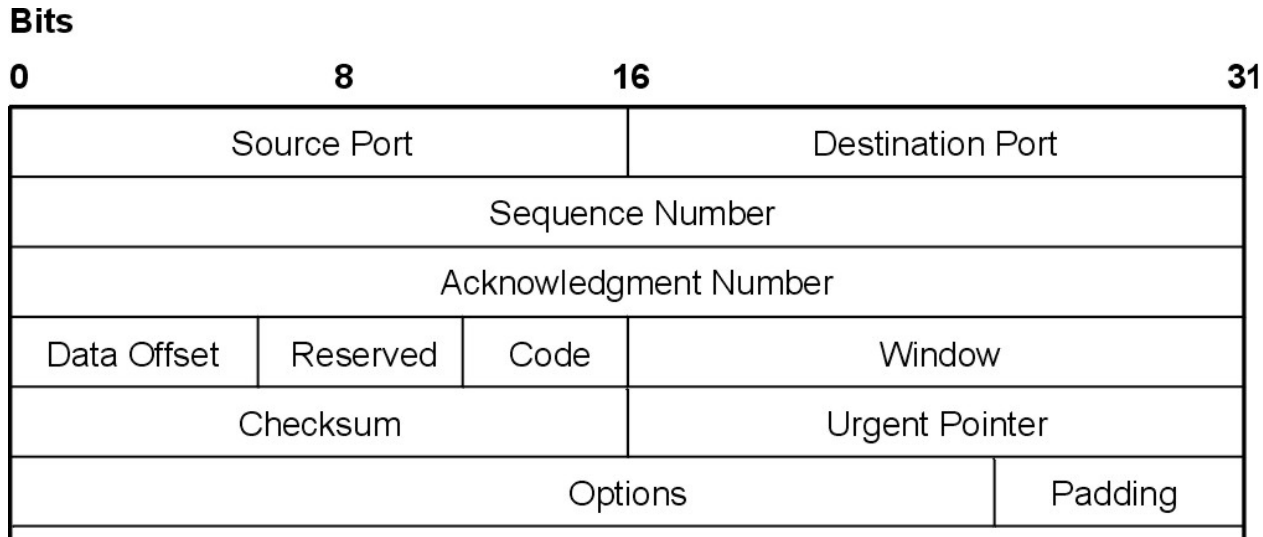 Bits
0 8 16 31
Source Port Destination Port
Sequence Number
Acknowledgment Number
Data Offset Reserved Code Window
Checksum Urgent Pointer
Options Padding